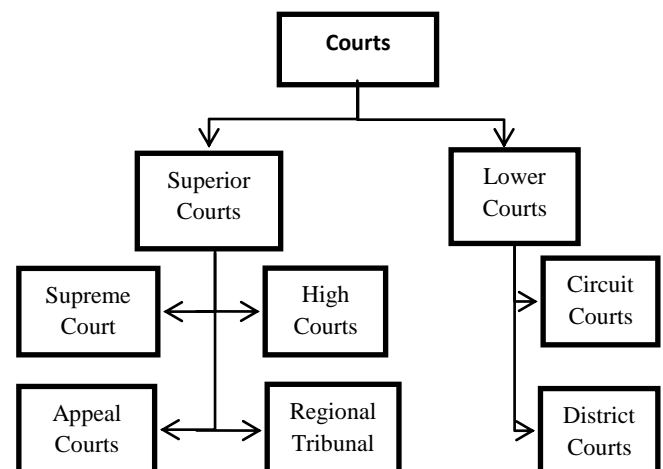 Courts
Superior
Courts
Lower
Courts
Supreme
Court
High
Courts
Circuit
Courts
Appeal
Courts
Regional
Tribunal
District
Courts